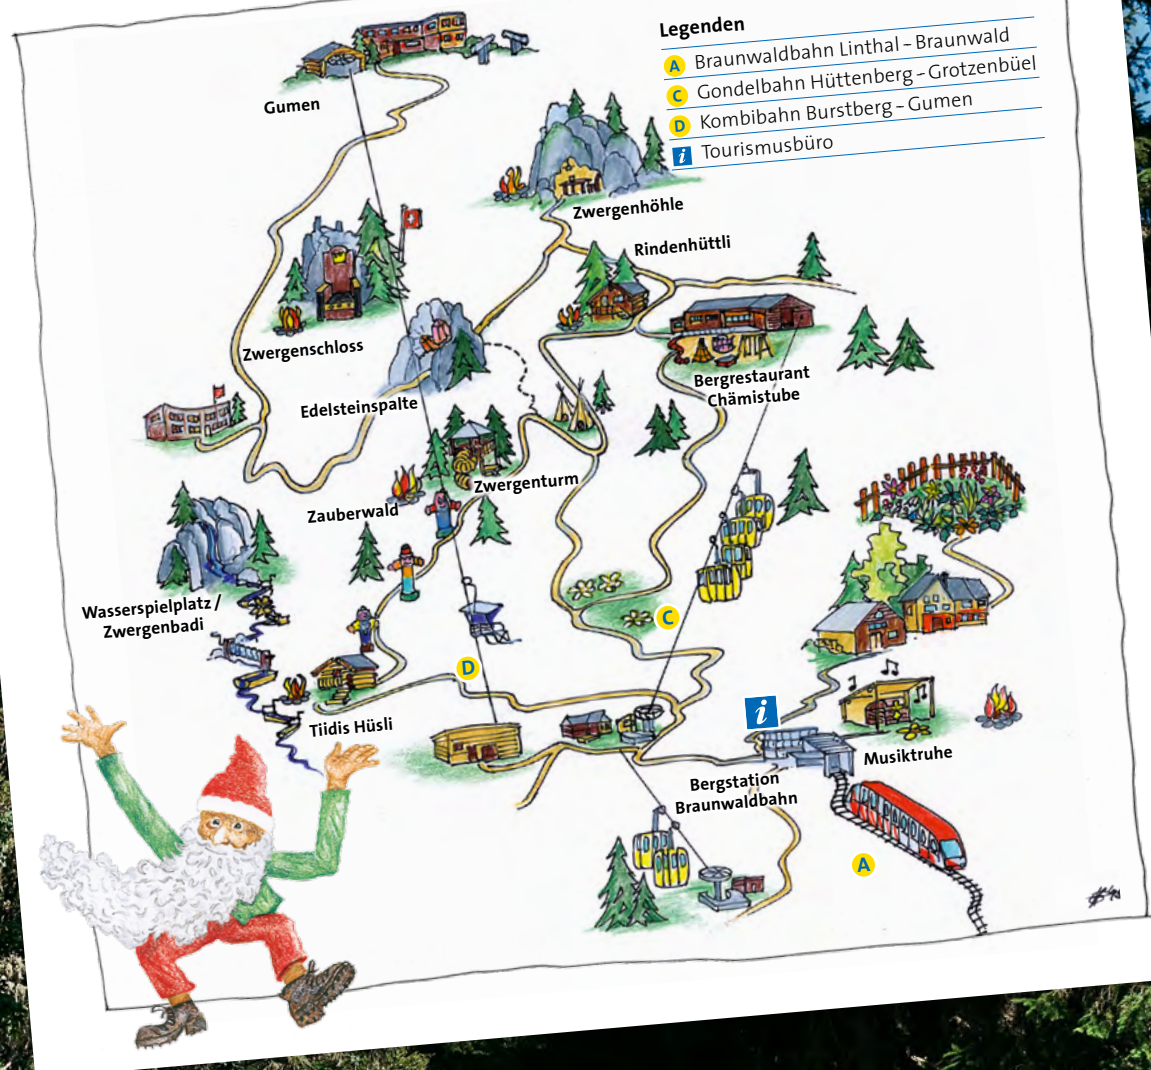 Legenden
A Braunwaldbahn Linthal – Braunwald
C Gondelbahn Hüttenberg – Grotzenbüel
D Kombibahn Burstberg – Gumen
i Tourismusbüro
Gumen
Zwergenhöhle
Rindenhüttli
Zwergenschloss
Bergrestaurant
Chämistube
Edelsteinspalte
Zwergenturm
Zauberwald
Wasserspielplatz /
Zwergenbadi
C
D
i
Tiidis Hüsli
Musiktruhe
Bergstation
Braunwaldbahn
A